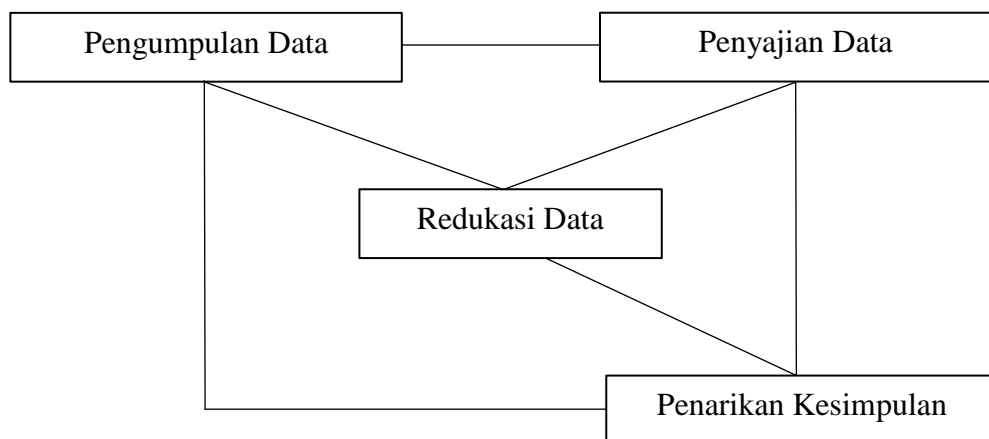 Pengumpulan Data
Penyajian Data
Redukasi Data
Penarikan Kesimpulan